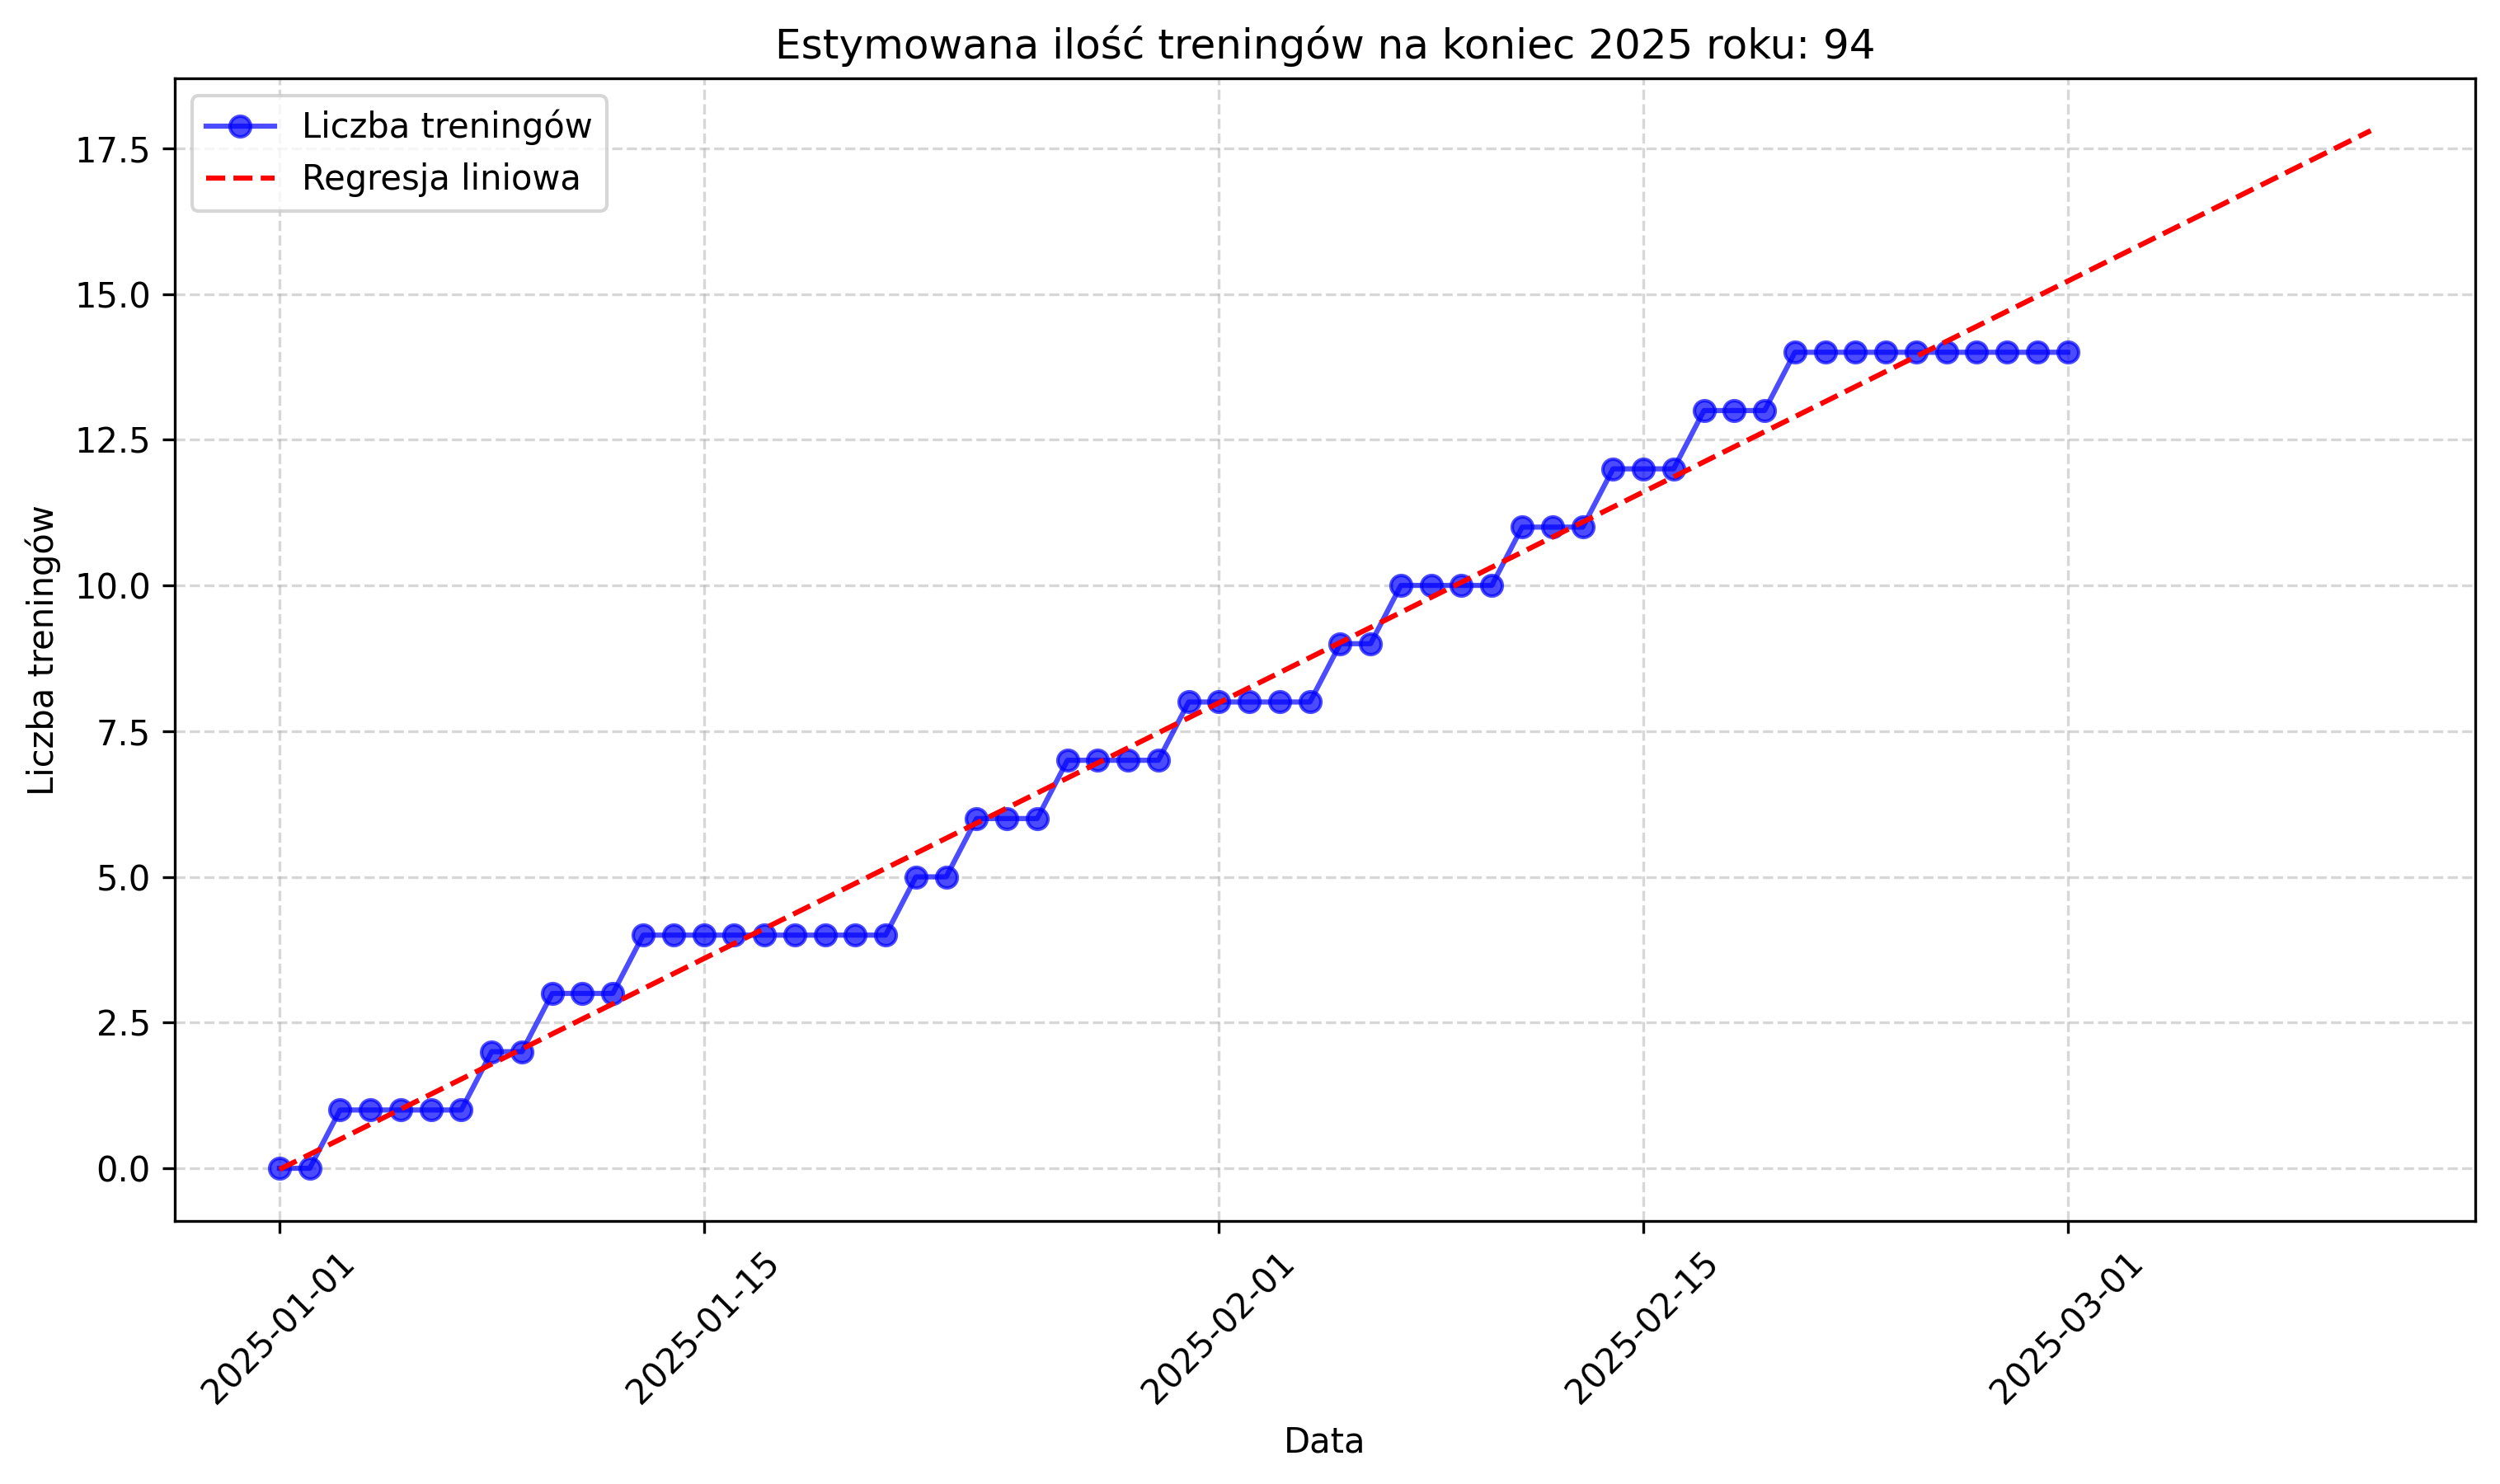 Estymowana ilość treningów na koniec 2025 roku: 94
Liczba treningów
Regresja liniowa
17.5
15.0
12.5
10.0
7.5
5.0
2.5
0.0
Liczba treningów
2025-01-01
2025-01-15
2025-02-01
2025-02-15
2025-03-01
Data